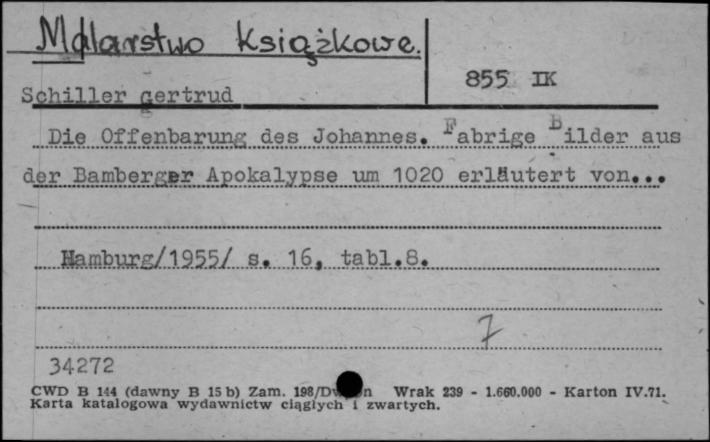 Malarstwo Książkowe.
855 IK
Schiller gertrud
Die Offenbarung des Johannes. Fabrige Bilder aus
der Bamberger Apokalypse um 1020 erläutert von...
Hamburg/1955/ s. 16, tabl.8.
7
34272
CWD B 144 (dawny B 15 b) Zam. 198/ Wrak 239 - 1.660.000 - Karton IV.71.
Karta katalogowa wydawnictw ciągłych i zwartych.